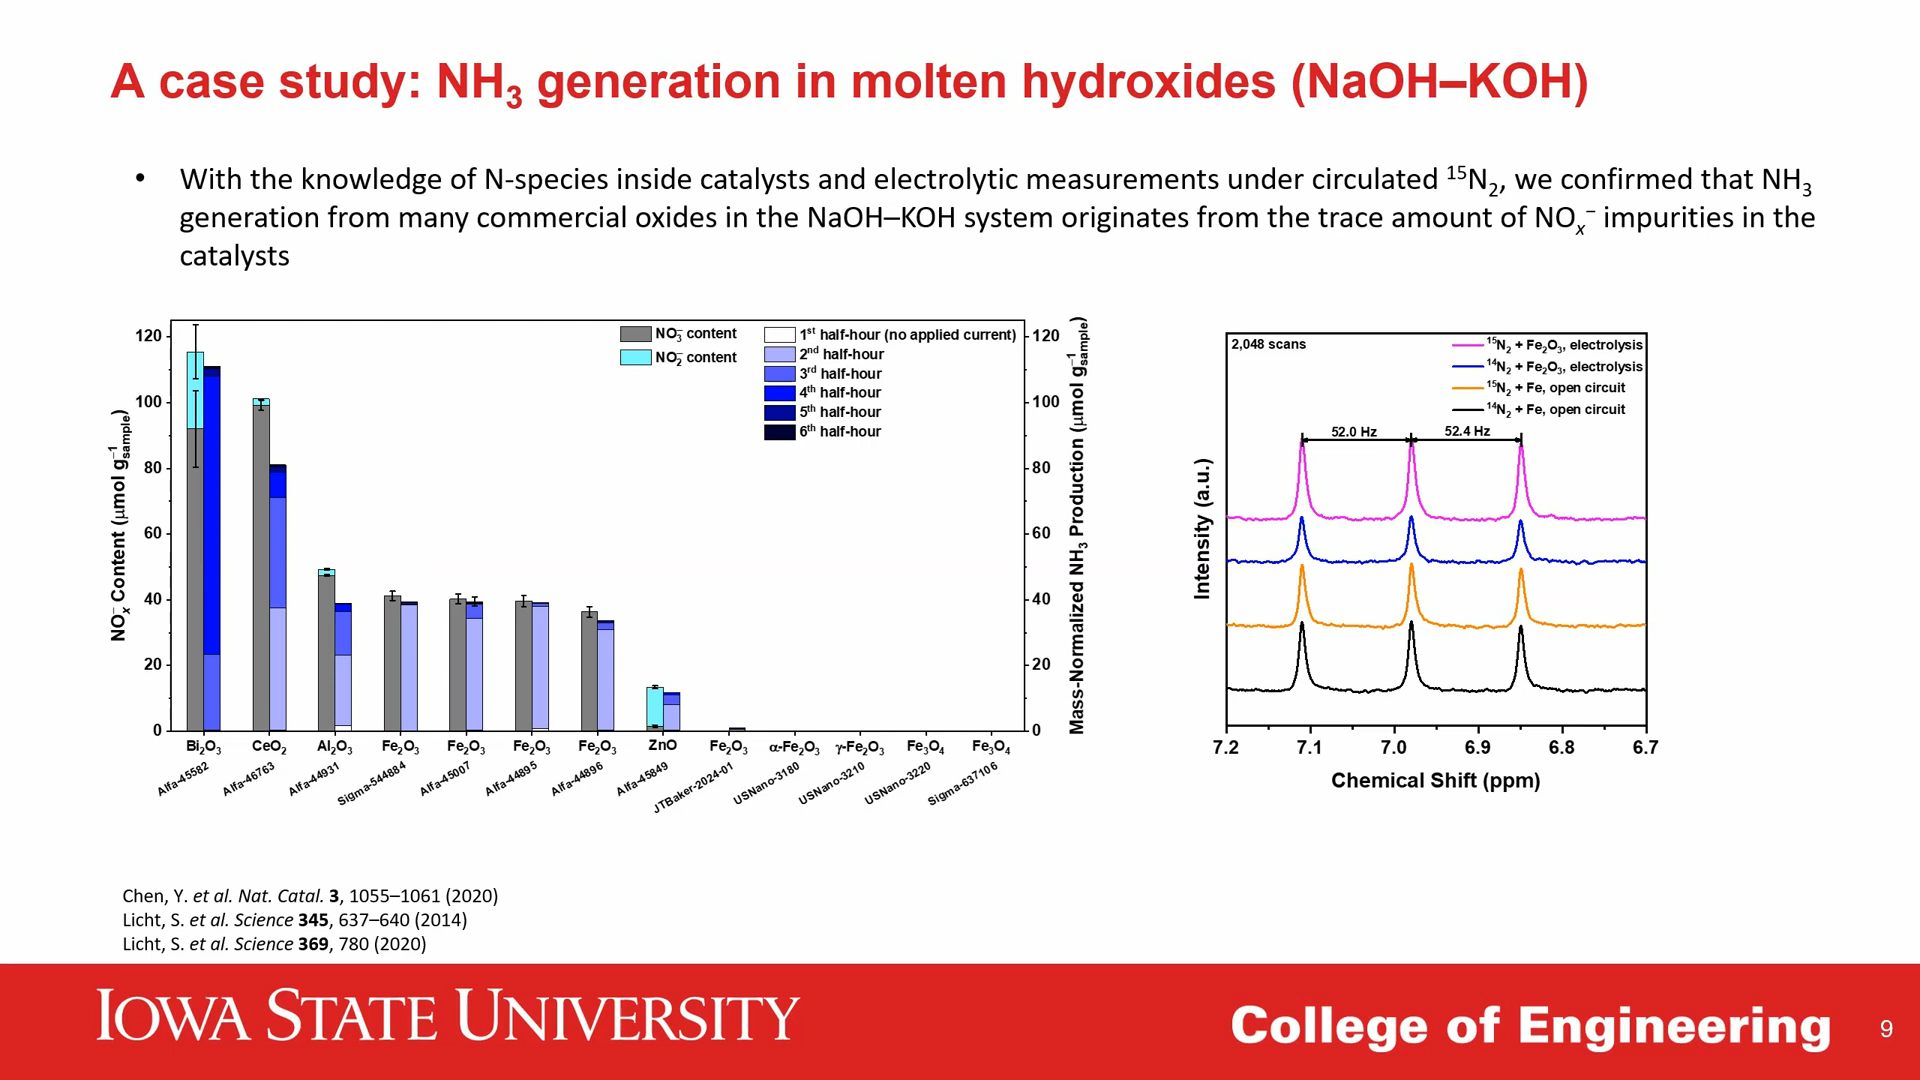 A case study: NH3 generation in molten hydroxides (NaOH–KOH)
• With the knowledge of N-species inside catalysts and electrolytic measurements under circulated ¹⁵N₂, we confirmed that NH₃
generation from many commercial oxides in the NaOH–KOH system originates from the trace amount of NOₓ⁻ impurities in the
catalysts
NOₓ⁻ Content (μmol g⁻¹sample)
120
100
80
60
40
20
0
NO₃⁻ content
NO₂⁻ content
1st half-hour (no applied current)
2nd half-hour
3rd half-hour
4th half-hour
5th half-hour
6th half-hour
120
100
80
60
40
20
0
Mass-Normalized NH₃ Production (μmol g⁻¹sample)
Bi₂O₃ CeO₂ Al₂O₃ Fe₂O₃ Fe₂O₃ Fe₂O₃ Fe₂O₃ ZnO Fe₂O₃ α-Fe₂O₃ γ-Fe₂O₃ Fe₃O₄ Fe₃O₄
Alfa-45582 Alfa-46763 Alfa-44931 Sigma-544884 Alfa-45007 Alfa-44895 Alfa-44896 Alfa-45849 JTBaker-2024-01 USNano-3180 USNano-3210 USNano-3220 Sigma-637106
2,048 scans
¹⁵N₂ + Fe₂O₃, electrolysis
¹⁴N₂ + Fe₂O₃, electrolysis
¹⁵N₂ + Fe, open circuit
¹⁴N₂ + Fe, open circuit
52.0 Hz 52.4 Hz
Intensity (a.u.)
7.2 7.1 7.0 6.9 6.8 6.7
Chemical Shift (ppm)
Chen, Y. et al. Nat. Catal. 3, 1055–1061 (2020)
Licht, S. et al. Science 345, 637–640 (2014)
Licht, S. et al. Science 369, 780 (2020)
IOWA STATE UNIVERSITY
College of Engineering
9